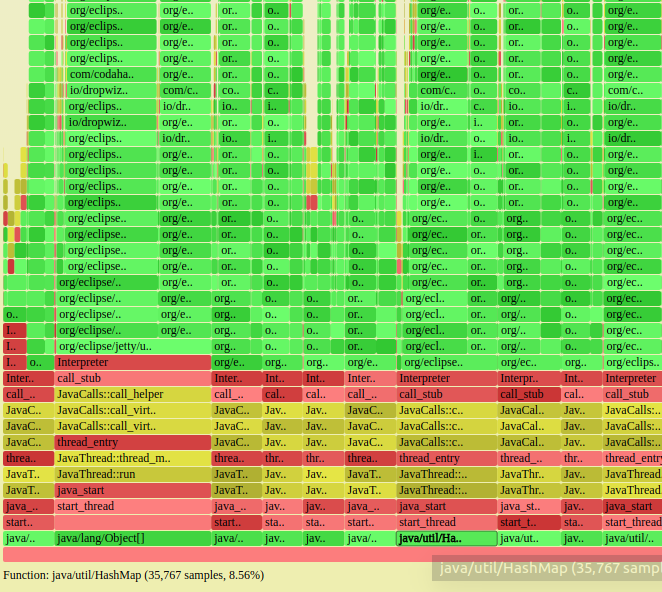 org/eclips.. org/e.. or.. o.. org/e.. o.. or.. o.. org/e..
org/eclips.. org/e.. or.. o.. org/e.. o.. or.. o.. org/e..
org/eclips.. org/e.. or.. o.. org/e.. o.. or.. o.. org/e..
org/eclips.. org/e.. or.. o.. org/e.. o.. or.. o.. org/e..
com/codaha.. org/e.. or.. o.. org/e.. o.. or.. o.. org/e..
io/dropwiz.. com/c.. co.. c.. com/c.. o.. co.. c.. com/c..
org/eclips.. io/dr.. io.. i.. io/dr.. c.. io.. i.. io/dr..
io/dropwiz.. org/e.. or.. o.. org/e.. i.. or.. o.. org/e..
org/eclips.. io/dr.. io.. i.. io/dr.. o.. io.. i.. io/dr..
org/eclips.. org/e.. or.. o.. org/e.. i.. or.. o.. org/e..
org/eclips.. org/e.. or.. o.. org/e.. o.. or.. o.. org/e..
org/eclips.. org/e.. or.. o.. org/e.. o.. or.. o.. org/e..
org/eclips.. org/e.. or.. o.. org/e.. o.. or.. o.. org/e..
org/eclipse.. org/e.. or.. o.. o.. org/ec.. o.. org.. o.. org/ec..
org/eclipse.. org/e.. or.. o.. o.. org/ec.. or.. org.. o.. org/ec..
org/eclipse.. org/e.. or.. o.. o.. org/ec.. or.. org.. o.. org/ec..
org/eclipse.. org/e.. or.. o.. o.. org/ec.. or.. org.. o.. org/ec..
org/eclipse/.. org/e.. or.. o.. o.. org/ec.. or.. org.. o.. org/ec..
org/eclipse/.. org/e.. org.. o.. o.. o.. org/ecl.. or.. org/.. o.. org/ec..
o.. org/eclipse/.. org/e.. org.. o.. o.. o.. org/ecl.. or.. org/.. o.. org/ec..
I.. org/eclipse/.. org/e.. org.. o.. o.. o.. org/ecl.. or.. org/.. o.. org/ec..
I.. org/eclipse/jetty/u.. org.. o.. o.. o.. org/ecl.. or.. org/.. o.. org/ec..
I.. o.. Interpreter org/e.. org.. org.. org/e.. org/eclipse.. org/ec.. org.. org/eclips..
Inter.. call_stub Inter.. Int.. Int.. Inter.. Interpreter Interpr.. Int.. Interpreter
call_.. JavaCalls::call_helper call_.. cal.. cal.. call_.. call_stub call_stub cal.. call_stub
JavaC.. JavaCalls::call_virt.. JavaC.. Jav.. Jav.. JavaC.. JavaCalls::c.. JavaCal.. Jav.. JavaCalls:..
JavaC.. JavaCalls::call_virt.. JavaC.. Jav.. Jav.. JavaC.. JavaCalls::c.. JavaCal.. Jav.. JavaCalls:..
JavaC.. thread_entry JavaC.. Jav.. Jav.. JavaC.. JavaCalls::c.. JavaCal.. Jav.. JavaCalls:..
threa.. JavaThread::thread_m.. threa.. thr.. thr.. threa.. thread_entry thread_.. thr.. thread_entry
JavaT.. JavaThread::run JavaT.. Jav.. Jav.. JavaT.. JavaThread::.. JavaThr.. Jav.. JavaThread..
JavaT.. java_start JavaT.. Jav.. Jav.. JavaT.. JavaThread::.. JavaThr.. Jav.. JavaThread..
java_.. start_thread java_.. jav.. jav.. java_.. java_start java_st.. jav.. java_start
start.. start.. sta.. sta.. start.. start_thread start_t.. sta.. start_thread
java/.. java/lang/Object[] java/.. jav.. jav.. java/.. java/util/Ha.. java/ut.. jav.. java/util/..
java/util/HashMap (35,767 sampl
Function: java/util/HashMap (35,767 samples, 8.56%)